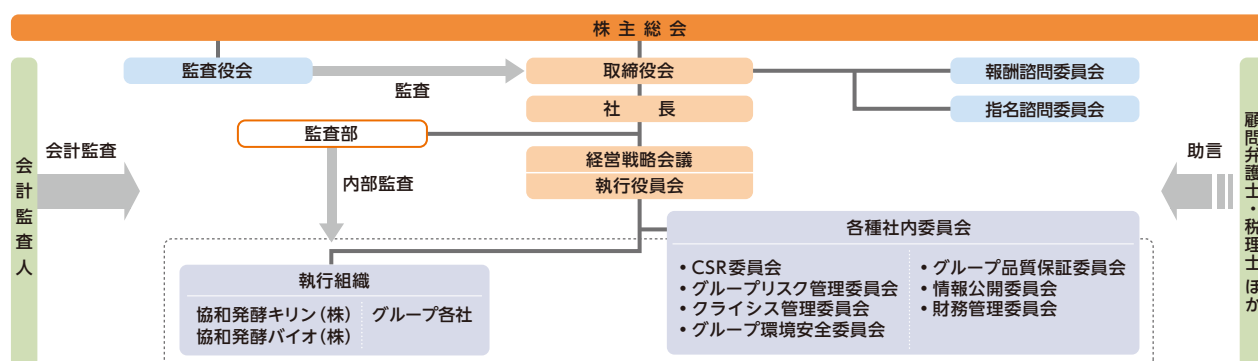 株主総会
監査役会
監査
取締役会
報酬諮問委員会
社長
指名諮問委員会
監査部
会計監査人
会計監査
内部監査
経営戦略会議
執行役員会
助言
顧問弁護士・税理士 ほか
各種社内委員会
・CSR委員会
・グループリスク管理委員会
・クライシス管理委員会
・グループ環境安全委員会
・グループ品質保証委員会
・情報公開委員会
・財務管理委員会
執行組織
協和発酵キリン(株)
協和発酵バイオ(株)
グループ各社